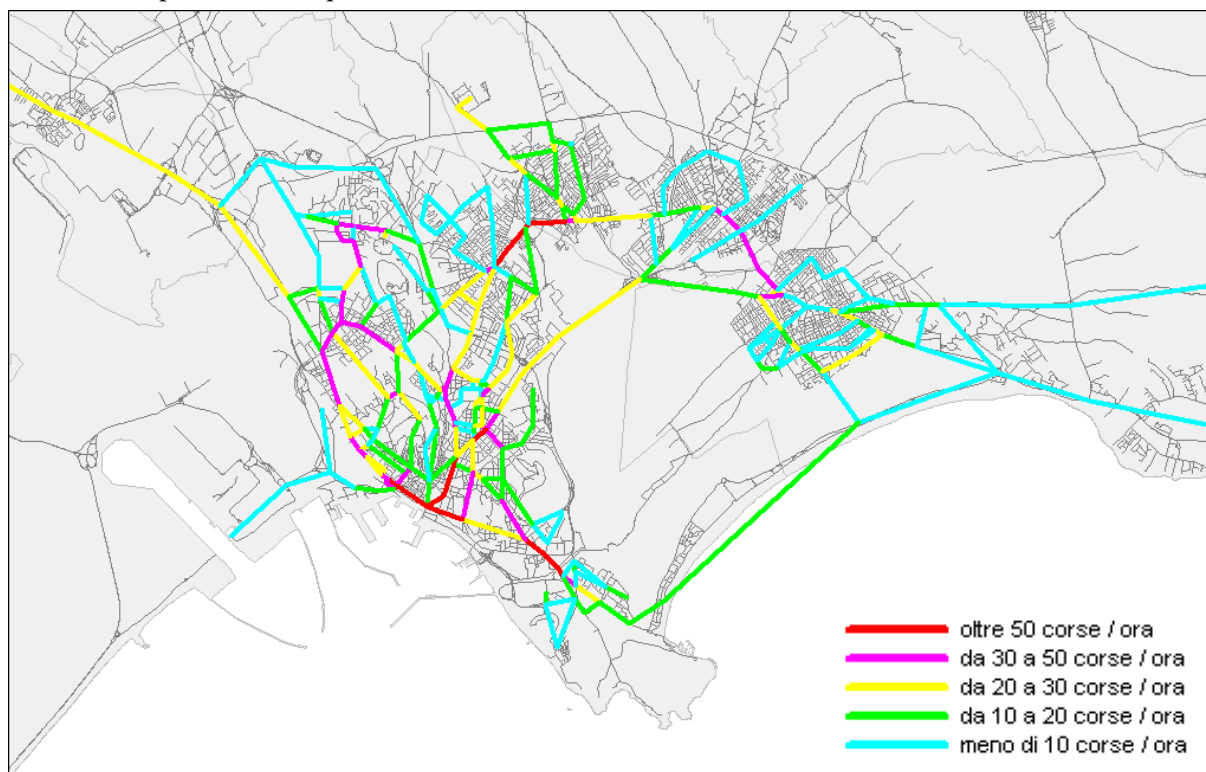 oltre 50 corse / ora
da 30 a 50 corse / ora
da 20 a 30 corse / ora
da 10 a 20 corse / ora
meno di 10 corse / ora